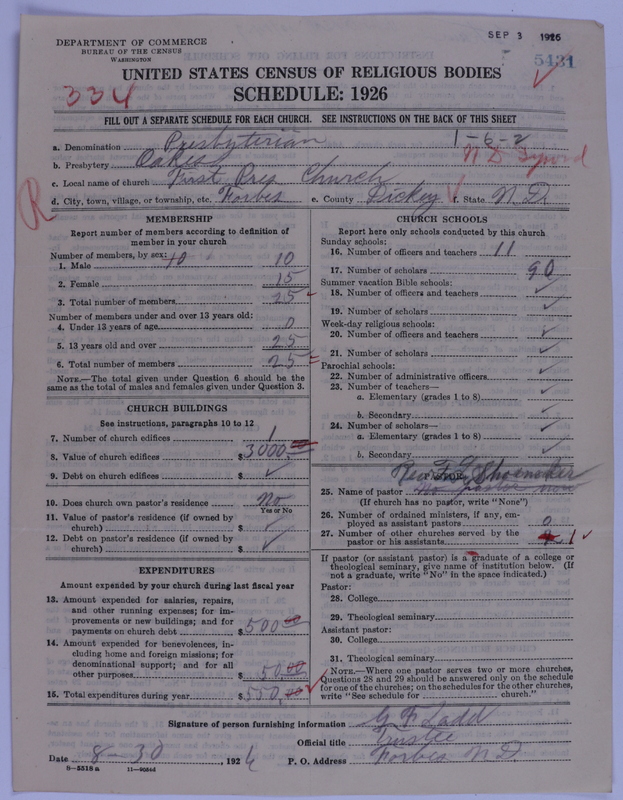 SEP 3 1926
DEPARTMENT OF COMMERCE
BUREAU OF THE CENSUS
WASHINGTON
5431
UNITED STATES CENSUS OF RELIGIOUS BODIES
334
SCHEDULE: 1926
FILL OUT A SEPARATE SCHEDULE FOR EACH CHURCH. SEE INSTRUCTIONS ON THE BACK OF THIS SHEET
1-6-2
a. Denomination Presbyterian
b. Presbytery Oakes
N D
c. Local name of church First Pres Church
d. City, town, village, or township, etc. Forbes e. County Dickey f. State N. D.
R
MEMBERSHIP
Report number of members according to definition of
member in your church
Number of members, by sex: 10
1. Male 10
2. Female 15
3. Total number of members 25
Number of members under and over 13 years old:
4. Under 13 years of age 0
5. 13 years old and over 25
6. Total number of members 25
NOTE.—The total given under Question 6 should be
the same as the total of males and females given under Question 3.
CHURCH BUILDINGS
See instructions, paragraphs 10 to 12
7. Number of church edifices 1
8. Value of church edifices $ 3000.00
9. Debt on church edifices $
10. Does church own pastor's residence No
Yes or No
11. Value of pastor's residence (if owned by
church) $
12. Debt on pastor's residence (if owned by
church) $
EXPENDITURES
Amount expended by your church during last fiscal year
13. Amount expended for salaries, repairs,
and other running expenses; for im-
provements or new buildings; and for
payments on church debt $ 500.00
14. Amount expended for benevolences, in-
cluding home and foreign missions; for
denominational support; and for all
other purposes $ 50.00
15. Total expenditures during year $ 550.00
CHURCH SCHOOLS
Report here only schools conducted by this church
Sunday schools:
16. Number of officers and teachers 11
17. Number of scholars 90
Summer vacation Bible schools:
18. Number of officers and teachers
19. Number of scholars
Week-day religious schools:
20. Number of officers and teachers
21. Number of scholars
Parochial schools:
22. Number of administrative officers
23. Number of teachers—
a. Elementary (grades 1 to 8)
b. Secondary
24. Number of scholars—
a. Elementary (grades 1 to 8)
b. Secondary
Rev. Shoemaker
25. Name of pastor No pastor now
(If church has no pastor, write "None")
26. Number of ordained ministers, if any, em-
ployed as assistant pastors 0
27. Number of other churches served by the
pastor or his assistants 1
If pastor (or assistant pastor) is a graduate of a college or
theological seminary, give name of institution below. (If
not a graduate, write "No" in the space indicated.)
Pastor:
28. College
29. Theological seminary
Assistant pastor:
30. College
31. Theological seminary
NOTE.—Where one pastor serves two or more churches,
Questions 28 and 29 should be answered only on the schedule
for one of the churches; on the schedules for the other churches,
write "See schedule for church."
Signature of person furnishing information G F Ladd
Official title Trustee
Date 8-30, 1926 P. O. Address Forbes N. D.
8—5518 a